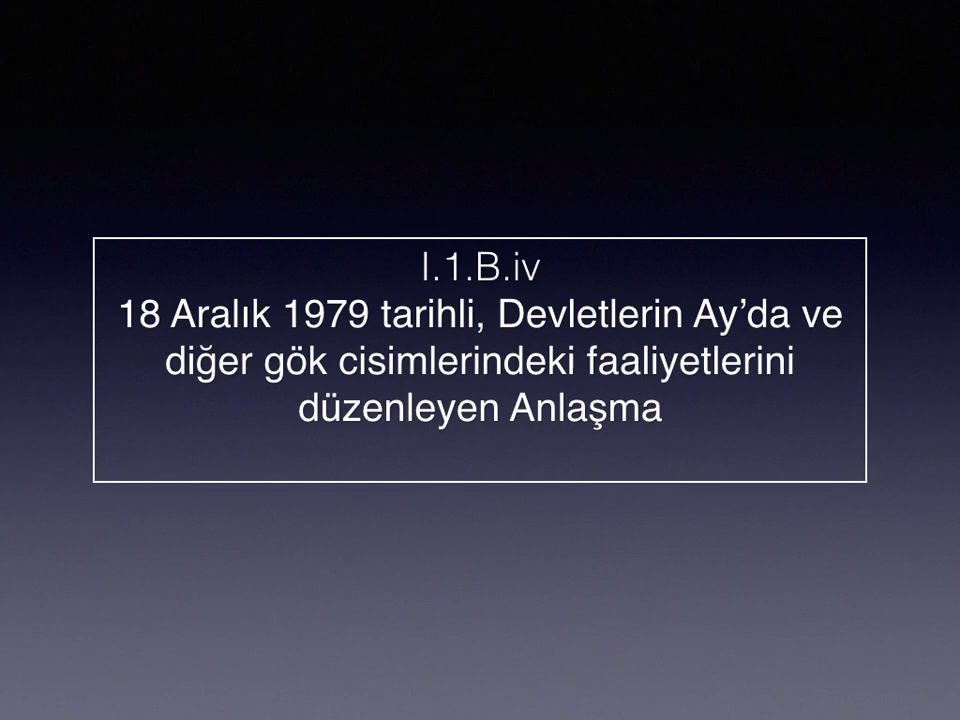 I.1.B.iv
18 Aralık 1979 tarihli, Devletlerin Ay’da ve
diğer gök cisimlerindeki faaliyetlerini
düzenleyen Anlaşma